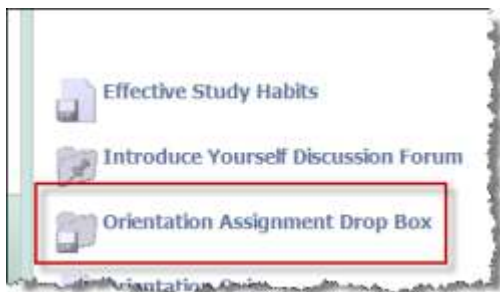 Effective Study Habits
Introduce Yourself Discussion Forum
Orientation Assignment Drop Box